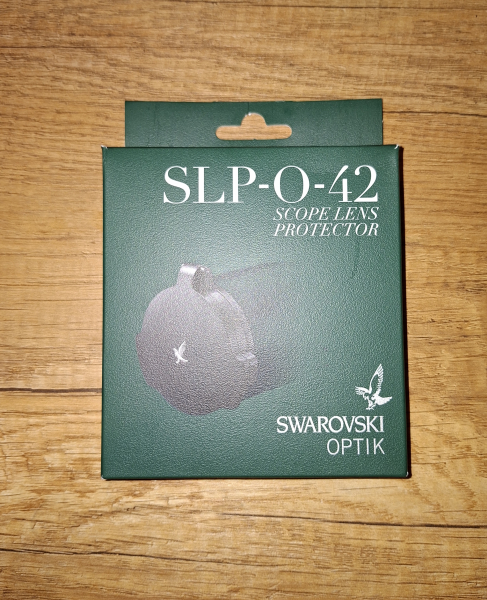 SLP-O-42
SCOPE LENS
PROTECTOR
SWAROVSKI
OPTIK